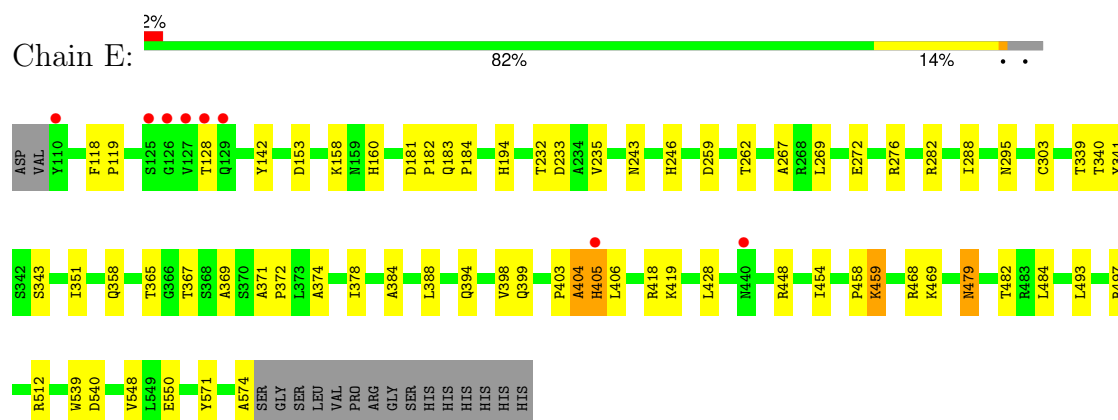 2%
Chain E:
82% 14% • •
ASP VAL Y110 F118 P119 S125 G126 V127 T128 Q129 Y142 D153 K158 N159 H160 D181 P182 Q183 P184 H194 T232 D233 A234 V235 N243 H246 D259 T262 A267 R268 L269 E272 R276 R282 I288 N295 C303 T339 T340 Y341
S342 S343 I351 Q358 T365 G366 T367 S368 A369 S370 A371 P372 L373 A374 I378 A384 L388 Q394 V398 Q399 P403 A404 H405 L406 R418 K419 L428 N440 R448 I454 P458 K459 R468 K469 N479 T482 R483 L484 L493 R497
R512 W539 D540 V548 L549 E550 Y571 A574 SER GLY SER LEU VAL PRO ARG GLY SER HIS HIS HIS HIS HIS HIS